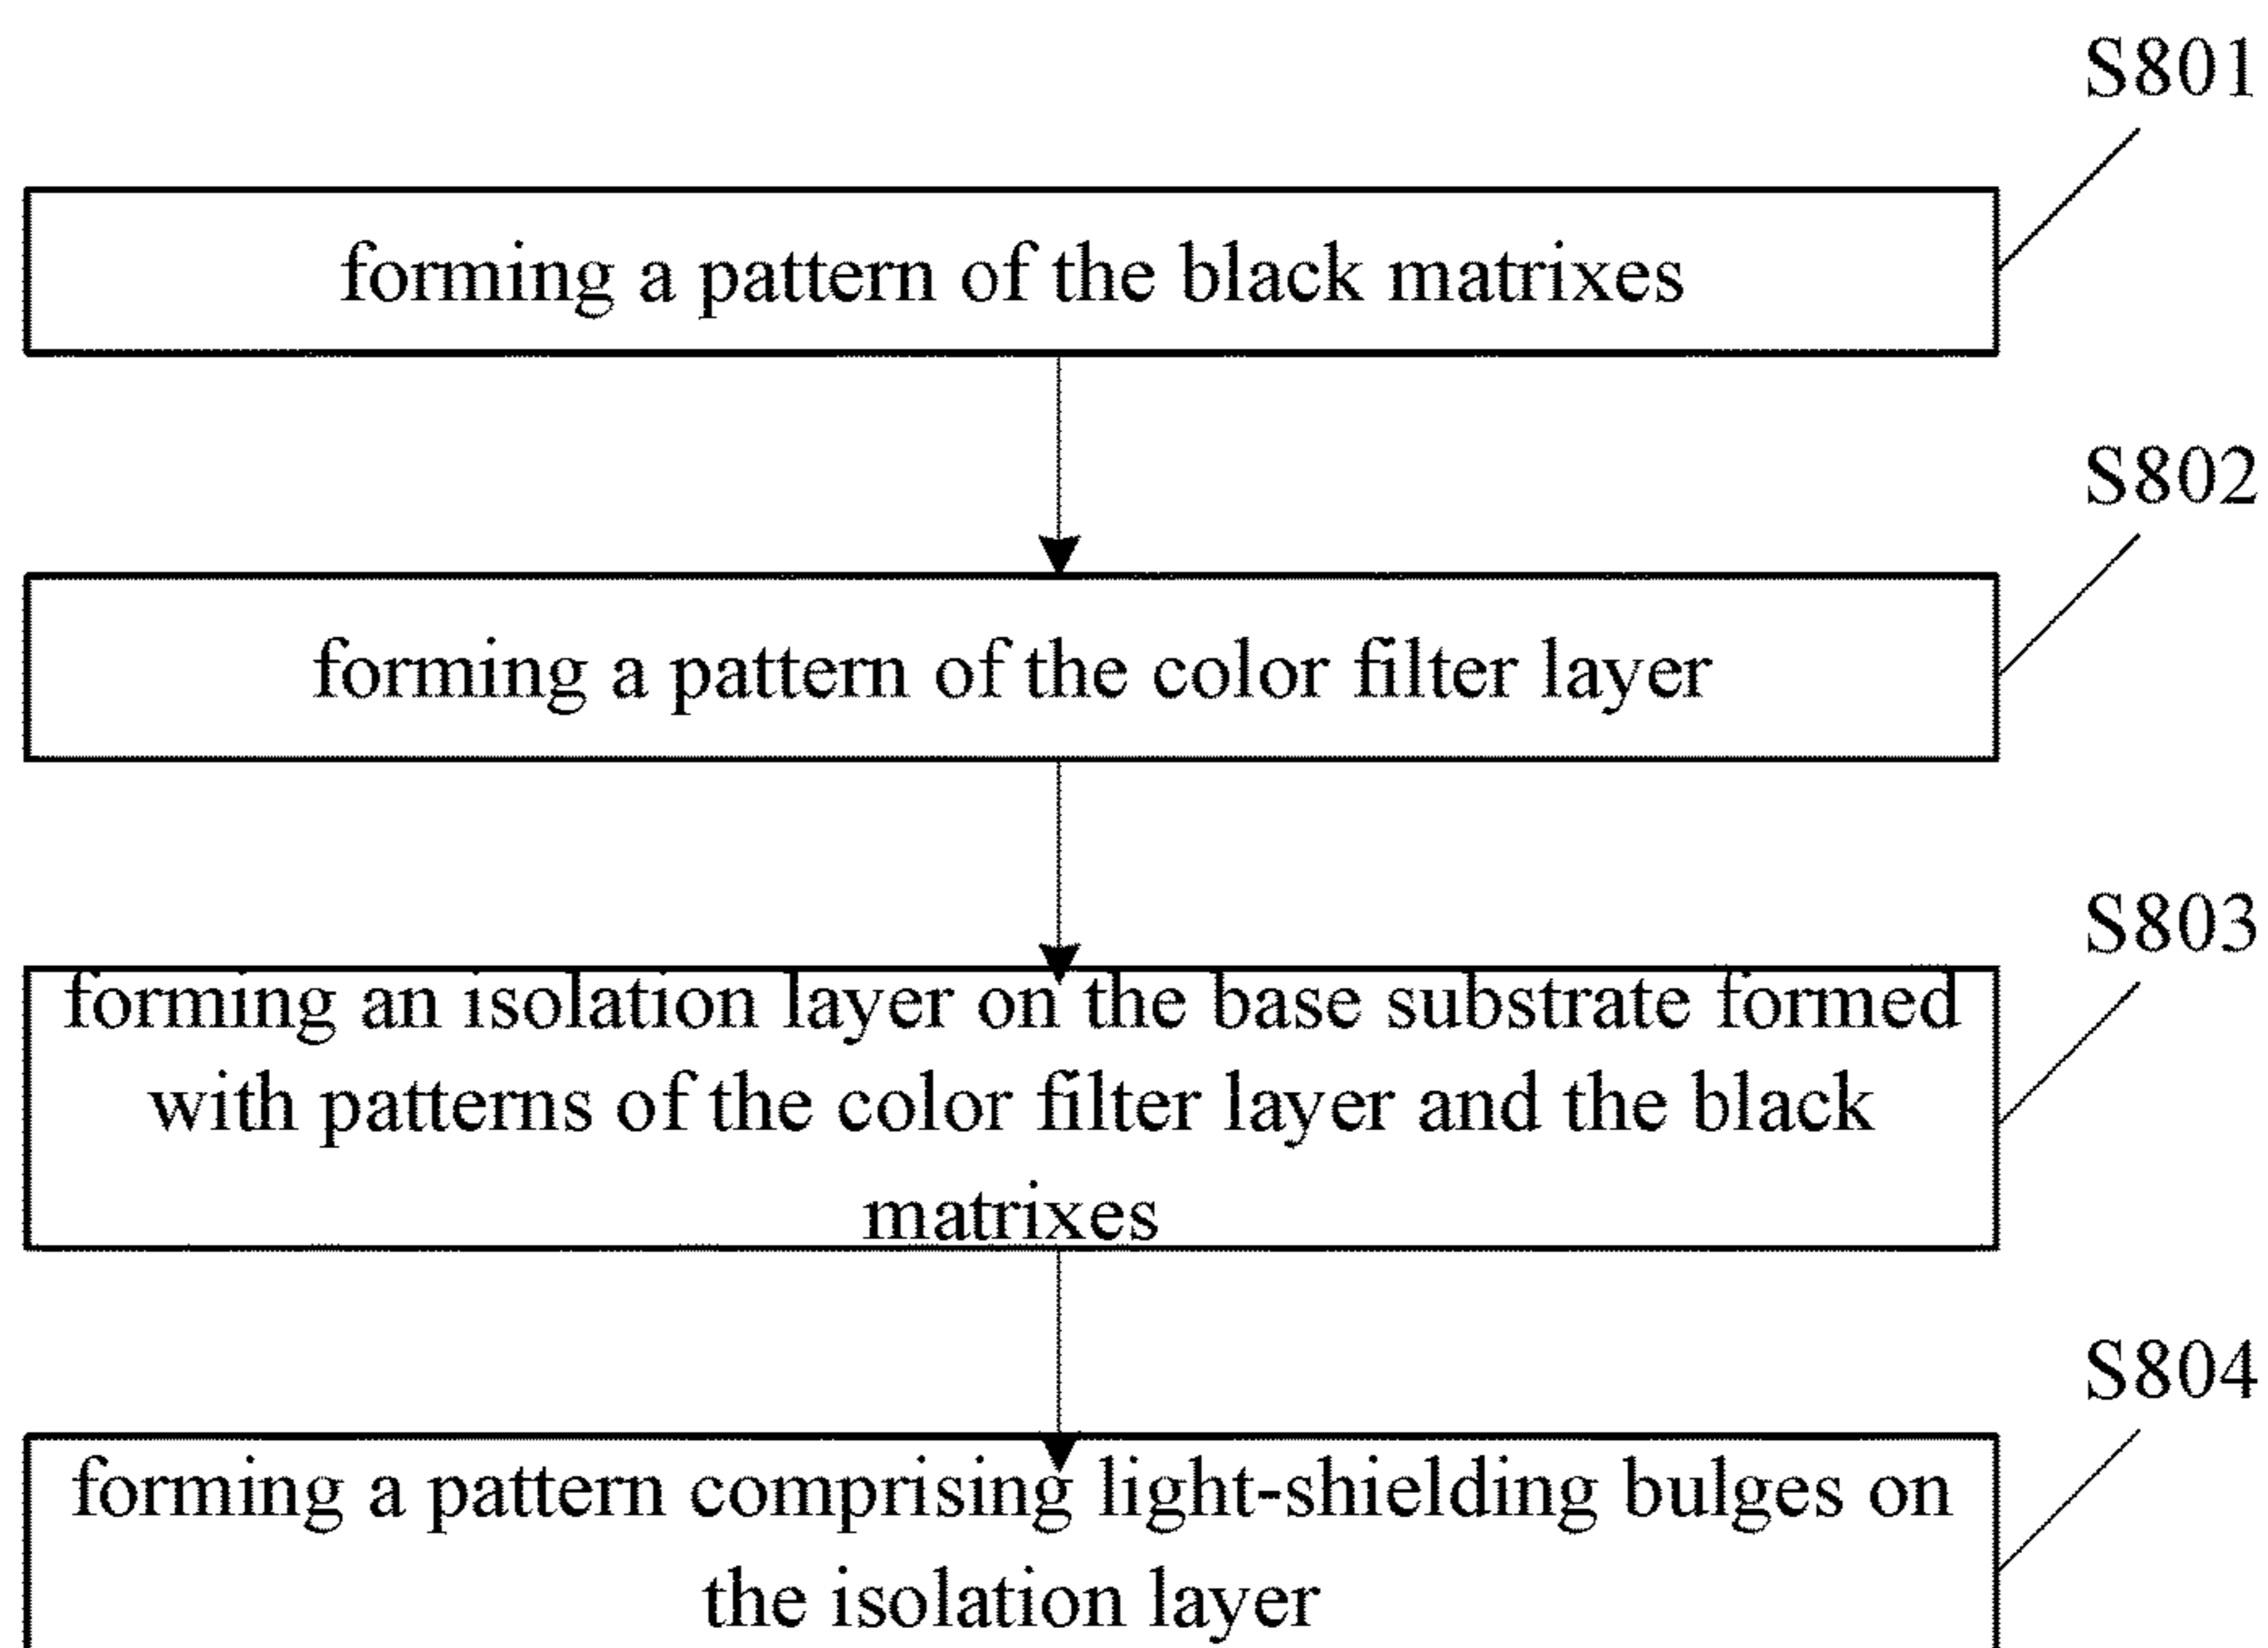 S801
forming a pattern of the black matrixes
S802
forming a pattern of the color filter layer
S803
forming an isolation layer on the base substrate formed
with patterns of the color filter layer and the black
matrixes
S804
forming a pattern comprising light-shielding bulges on
the isolation layer